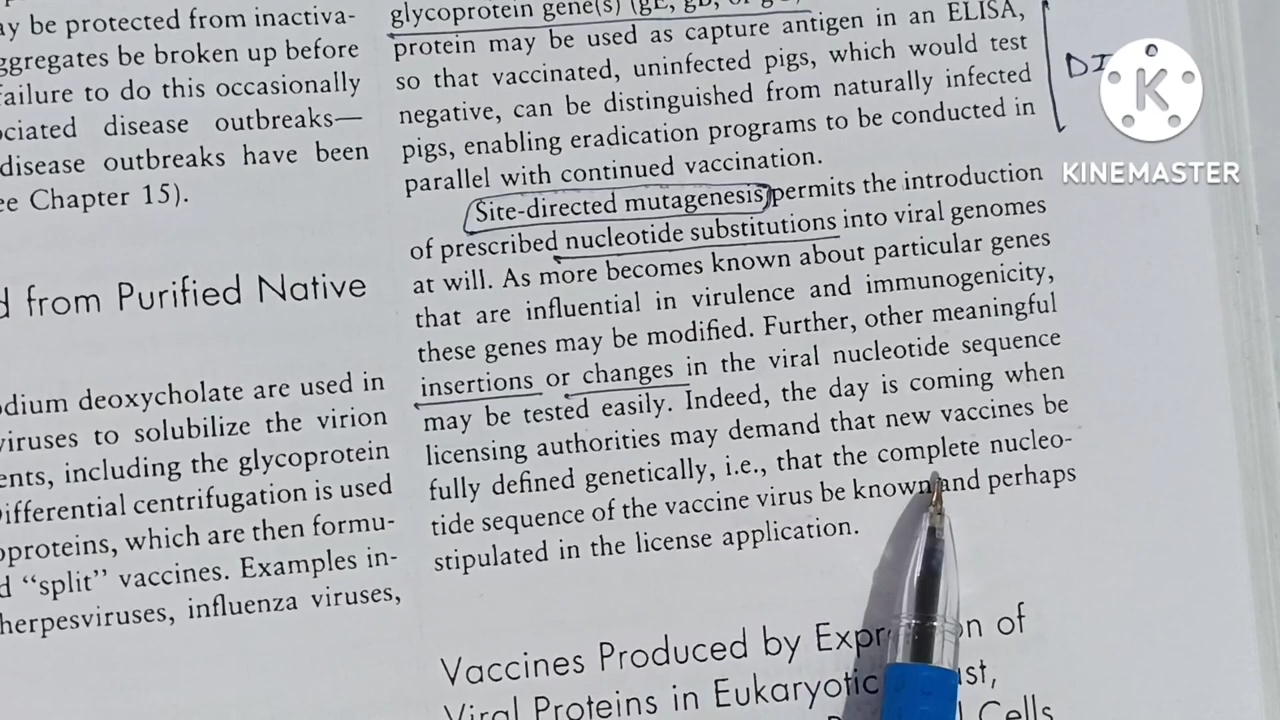 ay be protected from inactiva-
ggregates be broken up before
failure to do this occasionally
ociated disease outbreaks—
disease outbreaks have been
ee Chapter 15).
d from Purified Native
odium deoxycholate are used in
viruses to solubilize the virion
ents, including the glycoprotein
ifferential centrifugation is used
oproteins, which are then formu-
d “split” vaccines. Examples in-
herpesviruses, influenza viruses,
glycoprotein gene(s) (gE,
protein may be used as capture antigen in an ELISA,
so that vaccinated, uninfected pigs, which would test
negative, can be distinguished from naturally infected
pigs, enabling eradication programs to be conducted in
parallel with continued vaccination.
Site-directed mutagenesis permits the introduction
of prescribed nucleotide substitutions into viral genomes
at will. As more becomes known about particular genes
that are influential in virulence and immunogenicity,
these genes may be modified. Further, other meaningful
insertions or changes in the viral nucleotide sequence
may be tested easily. Indeed, the day is coming when
licensing authorities may demand that new vaccines be
fully defined genetically, i.e., that the complete nucleo-
tide sequence of the vaccine virus be known and perhaps
stipulated in the license application.
Vaccines Produced by Expr on of
Viral Proteins in Eukaryotic st,
Cells
DI
K
KINEMASTER